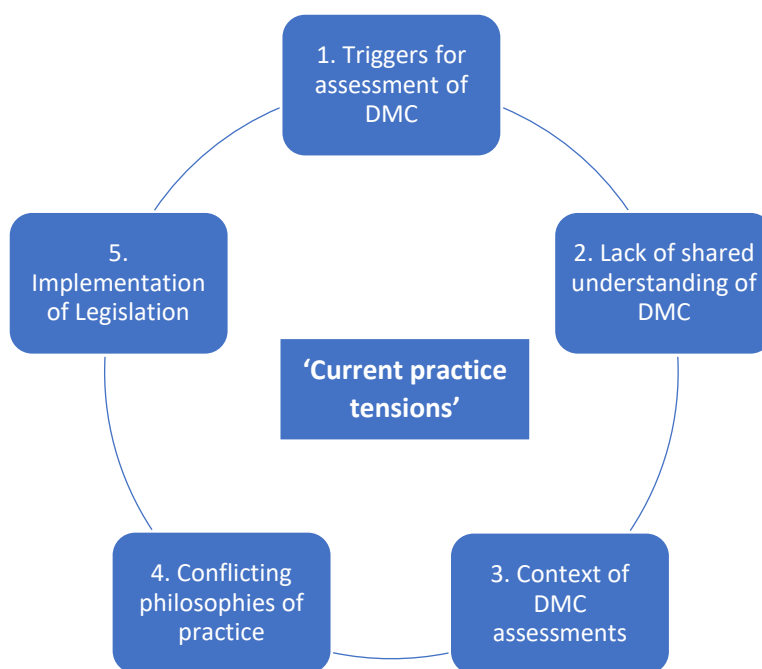 1. Triggers for
assessment of
DMC
2. Lack of shared
understanding of
DMC
3. Context of
DMC
assessments
4. Conflicting
philosophies of
practice
5.
Implementation
of Legislation
‘Current practice
tensions’